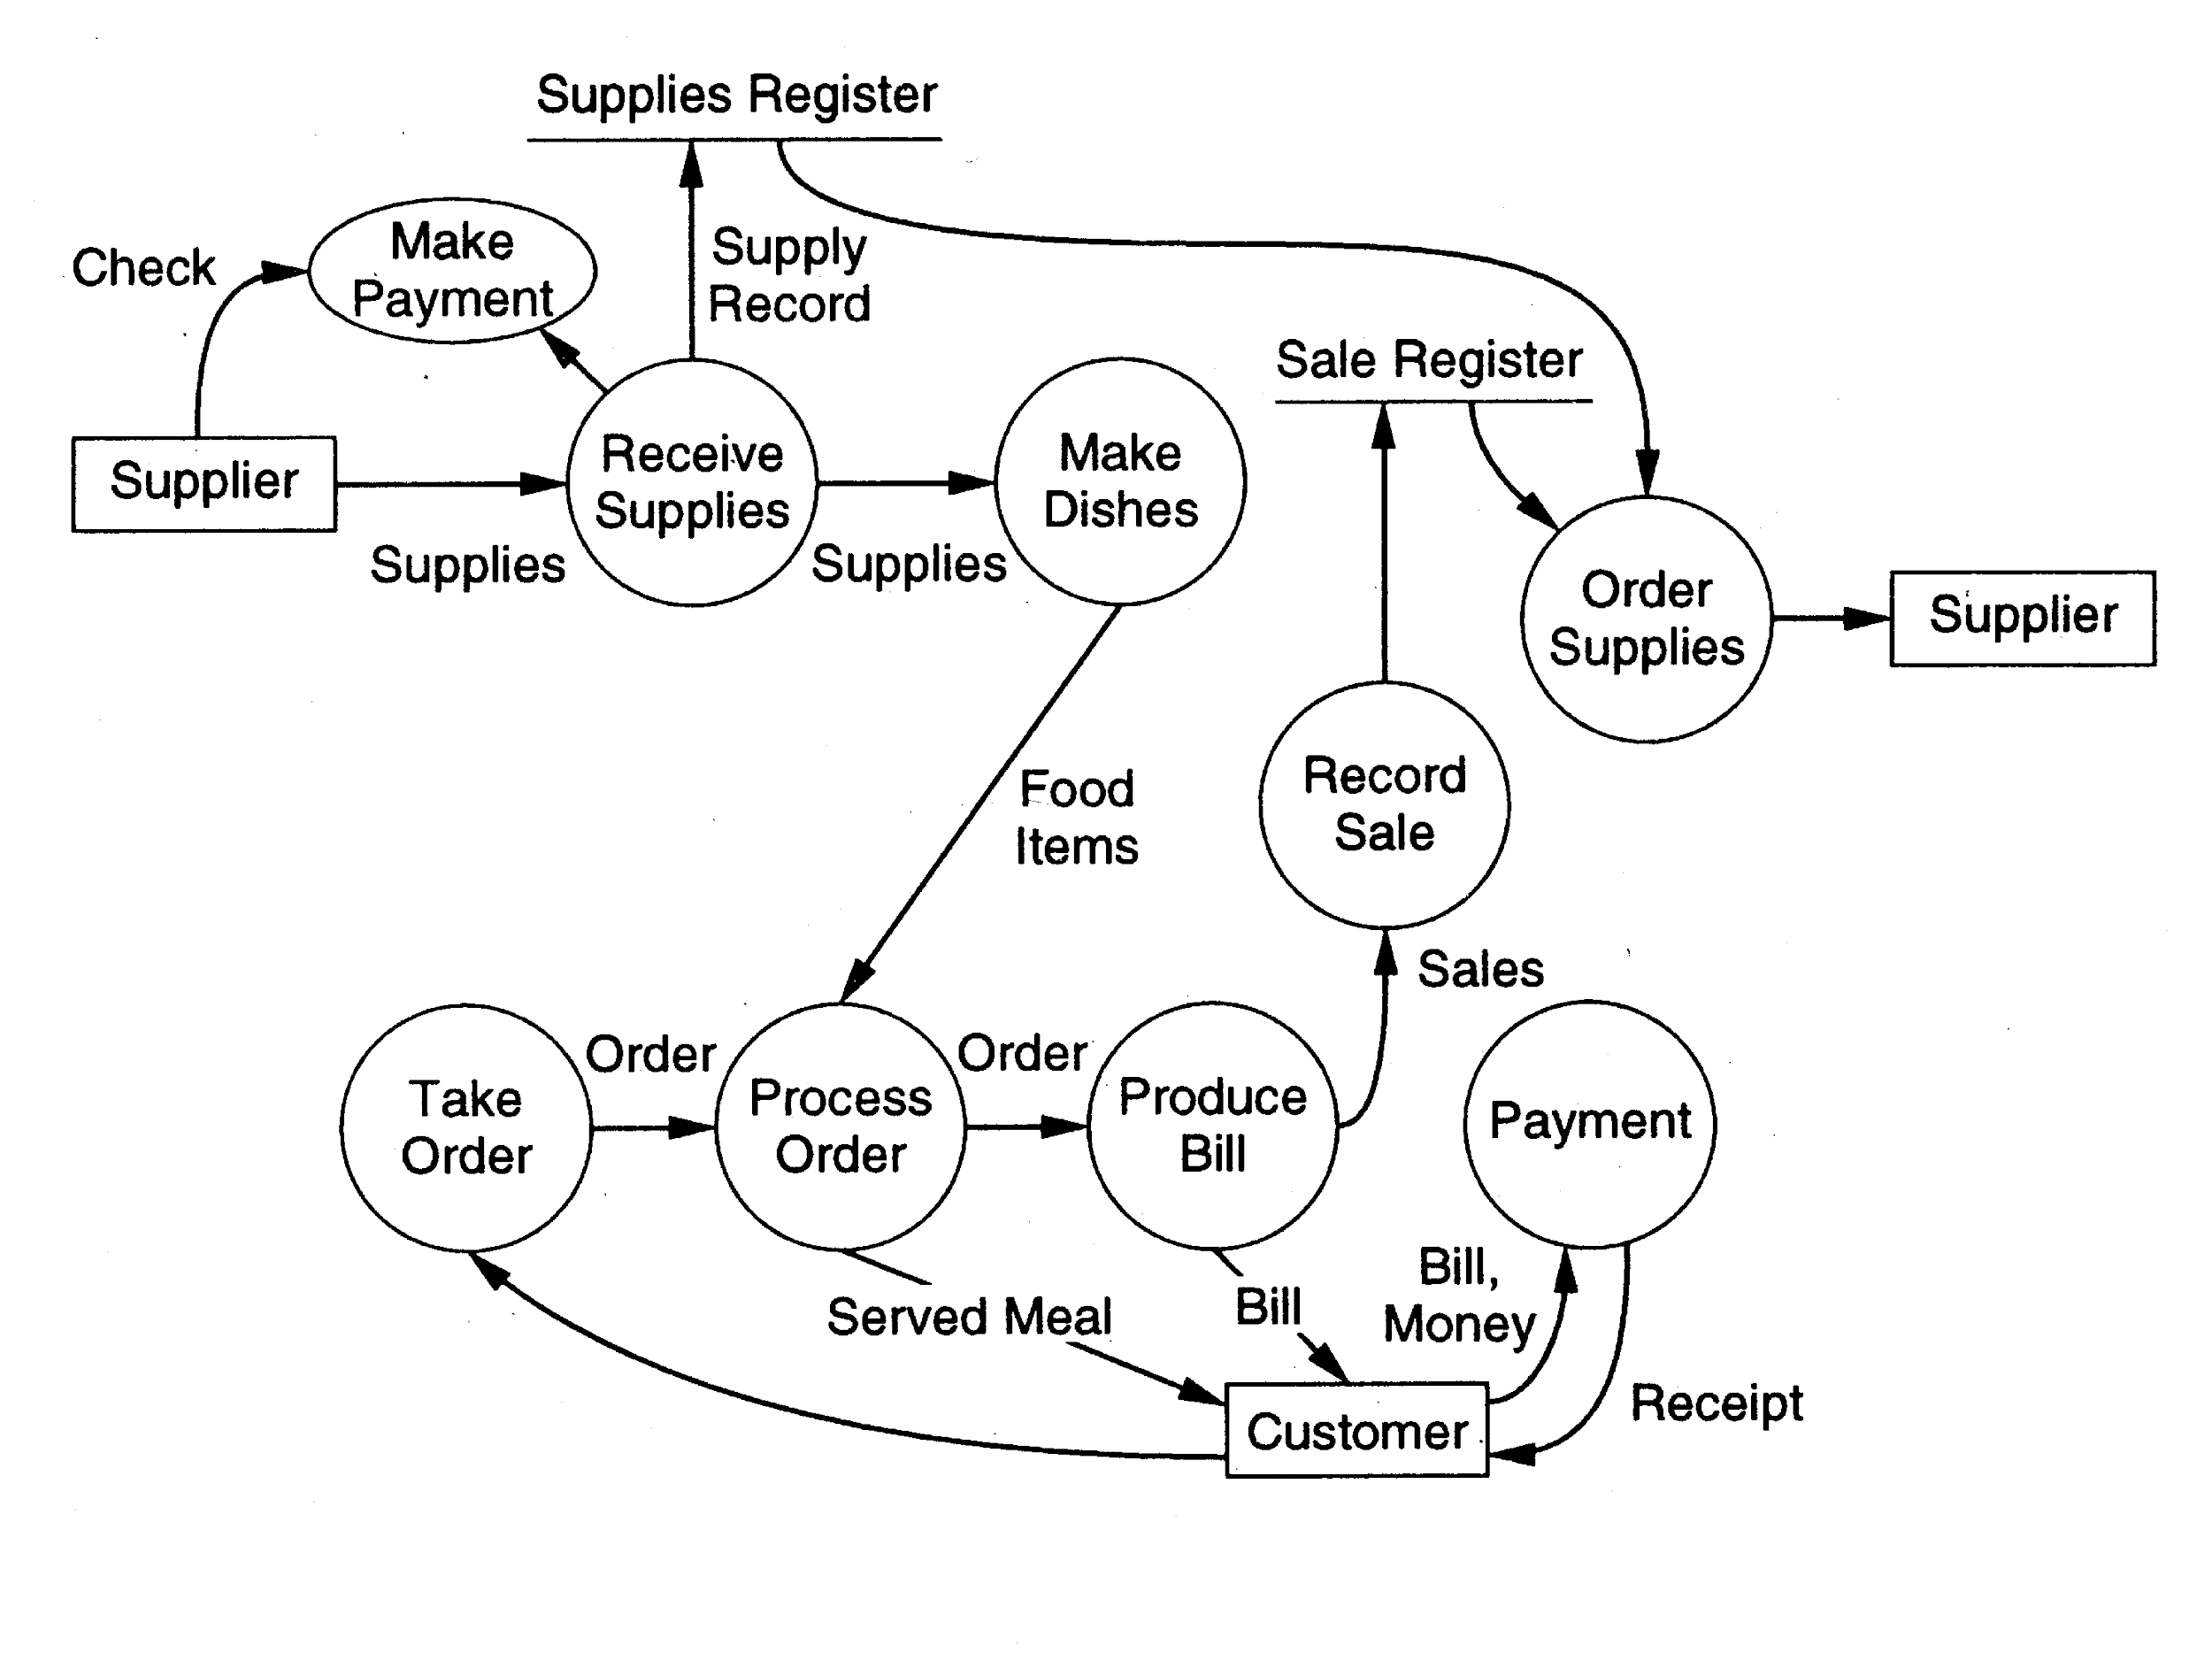 Supplies Register
Make
Payment
Check
Supply
Record
Sale Register
Supplier
Receive
Supplies
Make
Dishes
Supplies
Supplies
Order
Supplies
Supplier
Food
Items
Record
Sale
Sales
Take
Order
Order
Process
Order
Order
Produce
Bill
Payment
Served Meal
Bill
Bill,
Money
Customer
Receipt